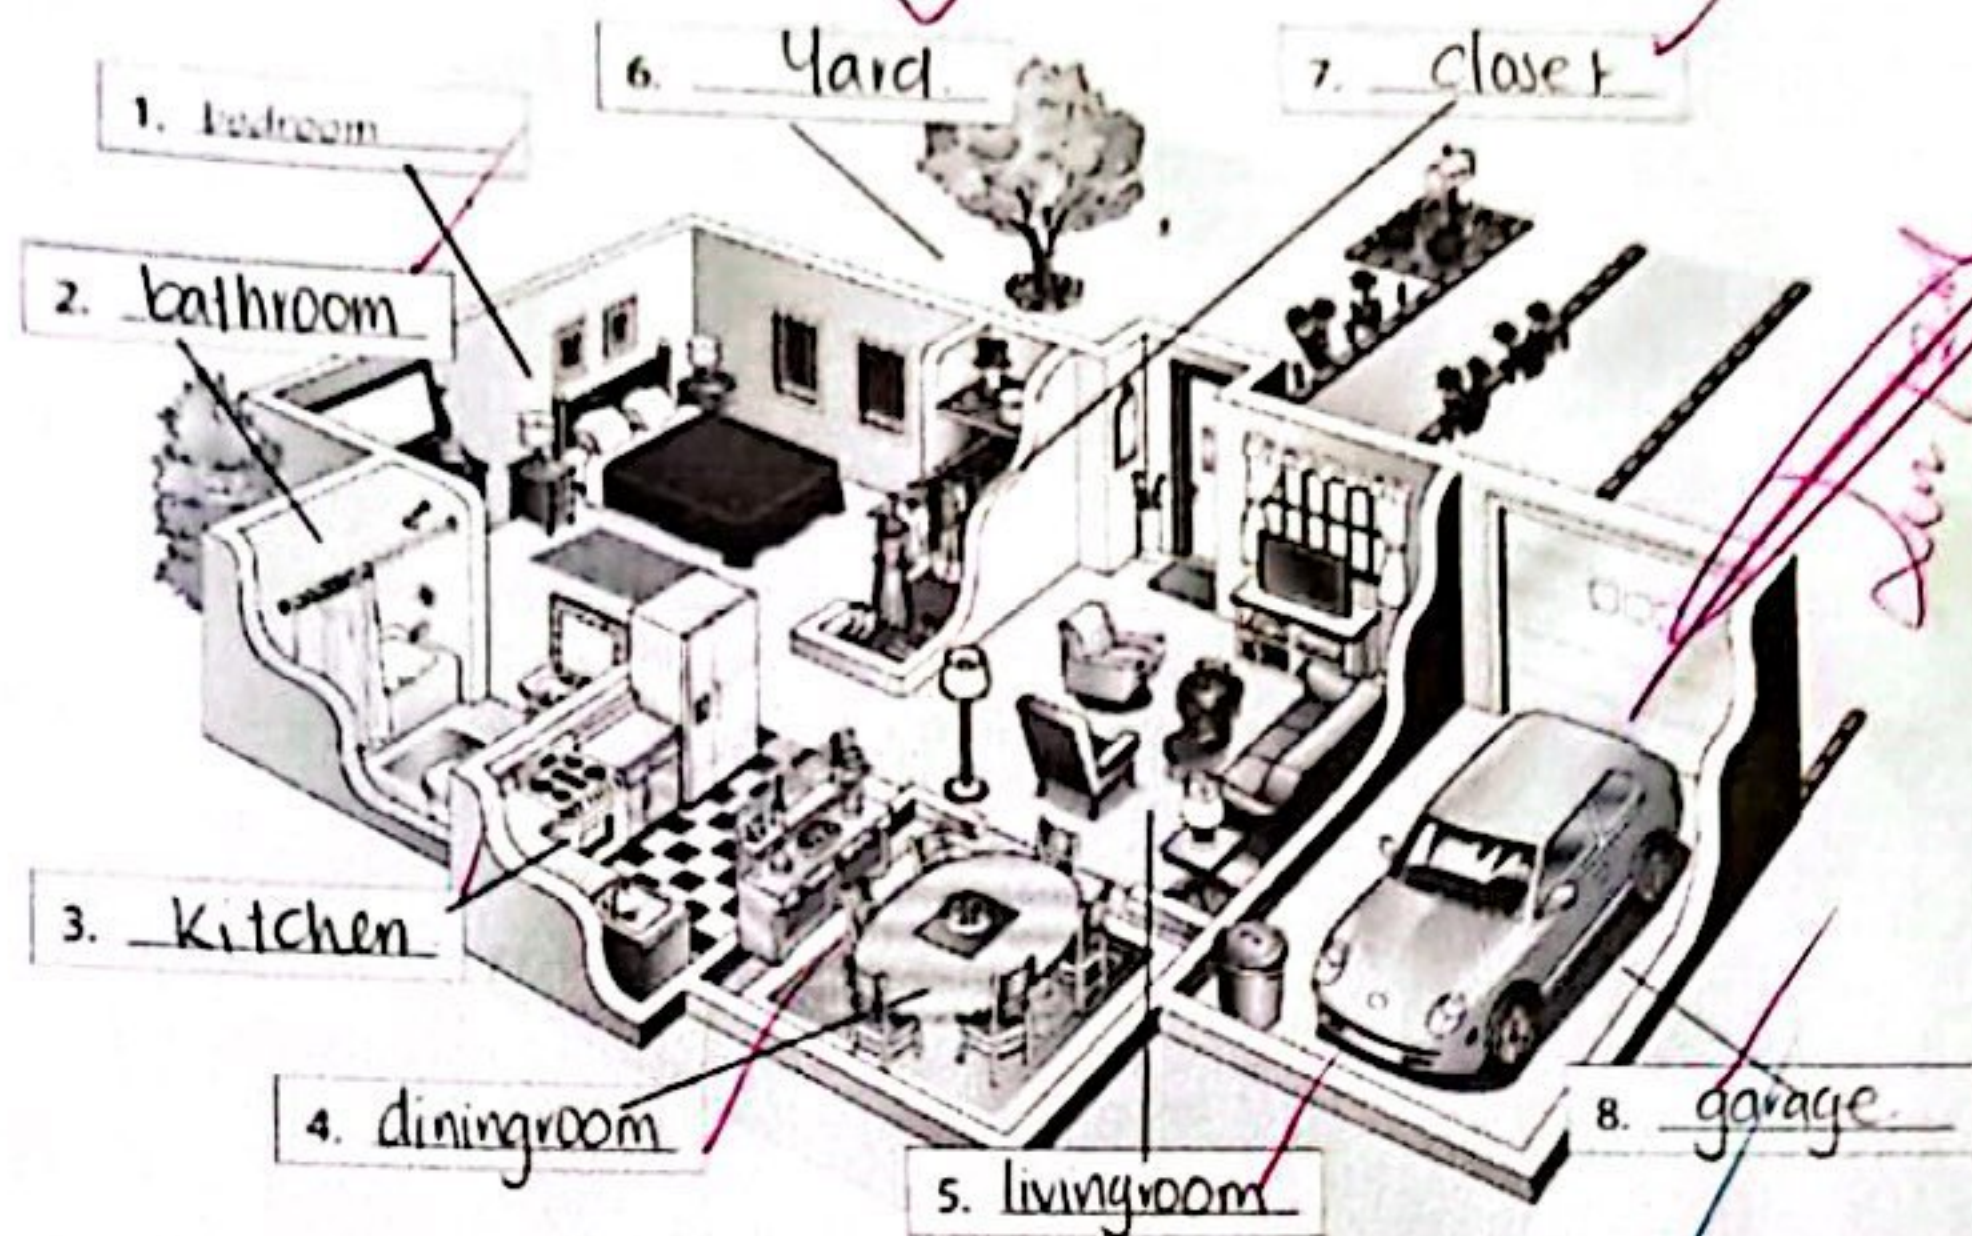 1. bedroom
2. bathroom
3. kitchen
4. diningroom
5. livingroom
6. yard
7. closet
8. garage